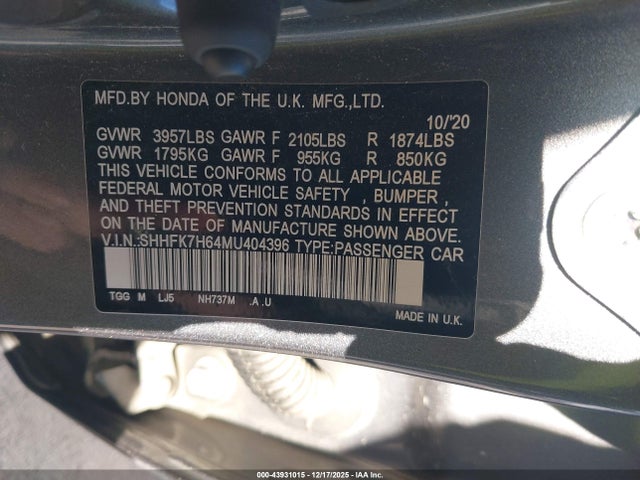 MFD.BY HONDA OF THE U.K. MFG.,LTD.
10/'20
GVWR 3957LBS GAWR F 2105LBS R 1874LBS
GVWR 1795KG GAWR F 955KG R 850KG
THIS VEHICLE CONFORMS TO ALL APPLICABLE
FEDERAL MOTOR VEHICLE SAFETY , BUMPER ,
AND THEFT PREVENTION STANDARDS IN EFFECT
ON THE DATE OF MANUFACTURE SHOWN ABOVE.
V.I.N.:SHHFK7H64MU404396 TYPE:PASSENGER CAR
TGG M LJ5 NH737M .A.U
MADE IN U.K.
000-43931015 - 12/17/2025 - IAAI.COM